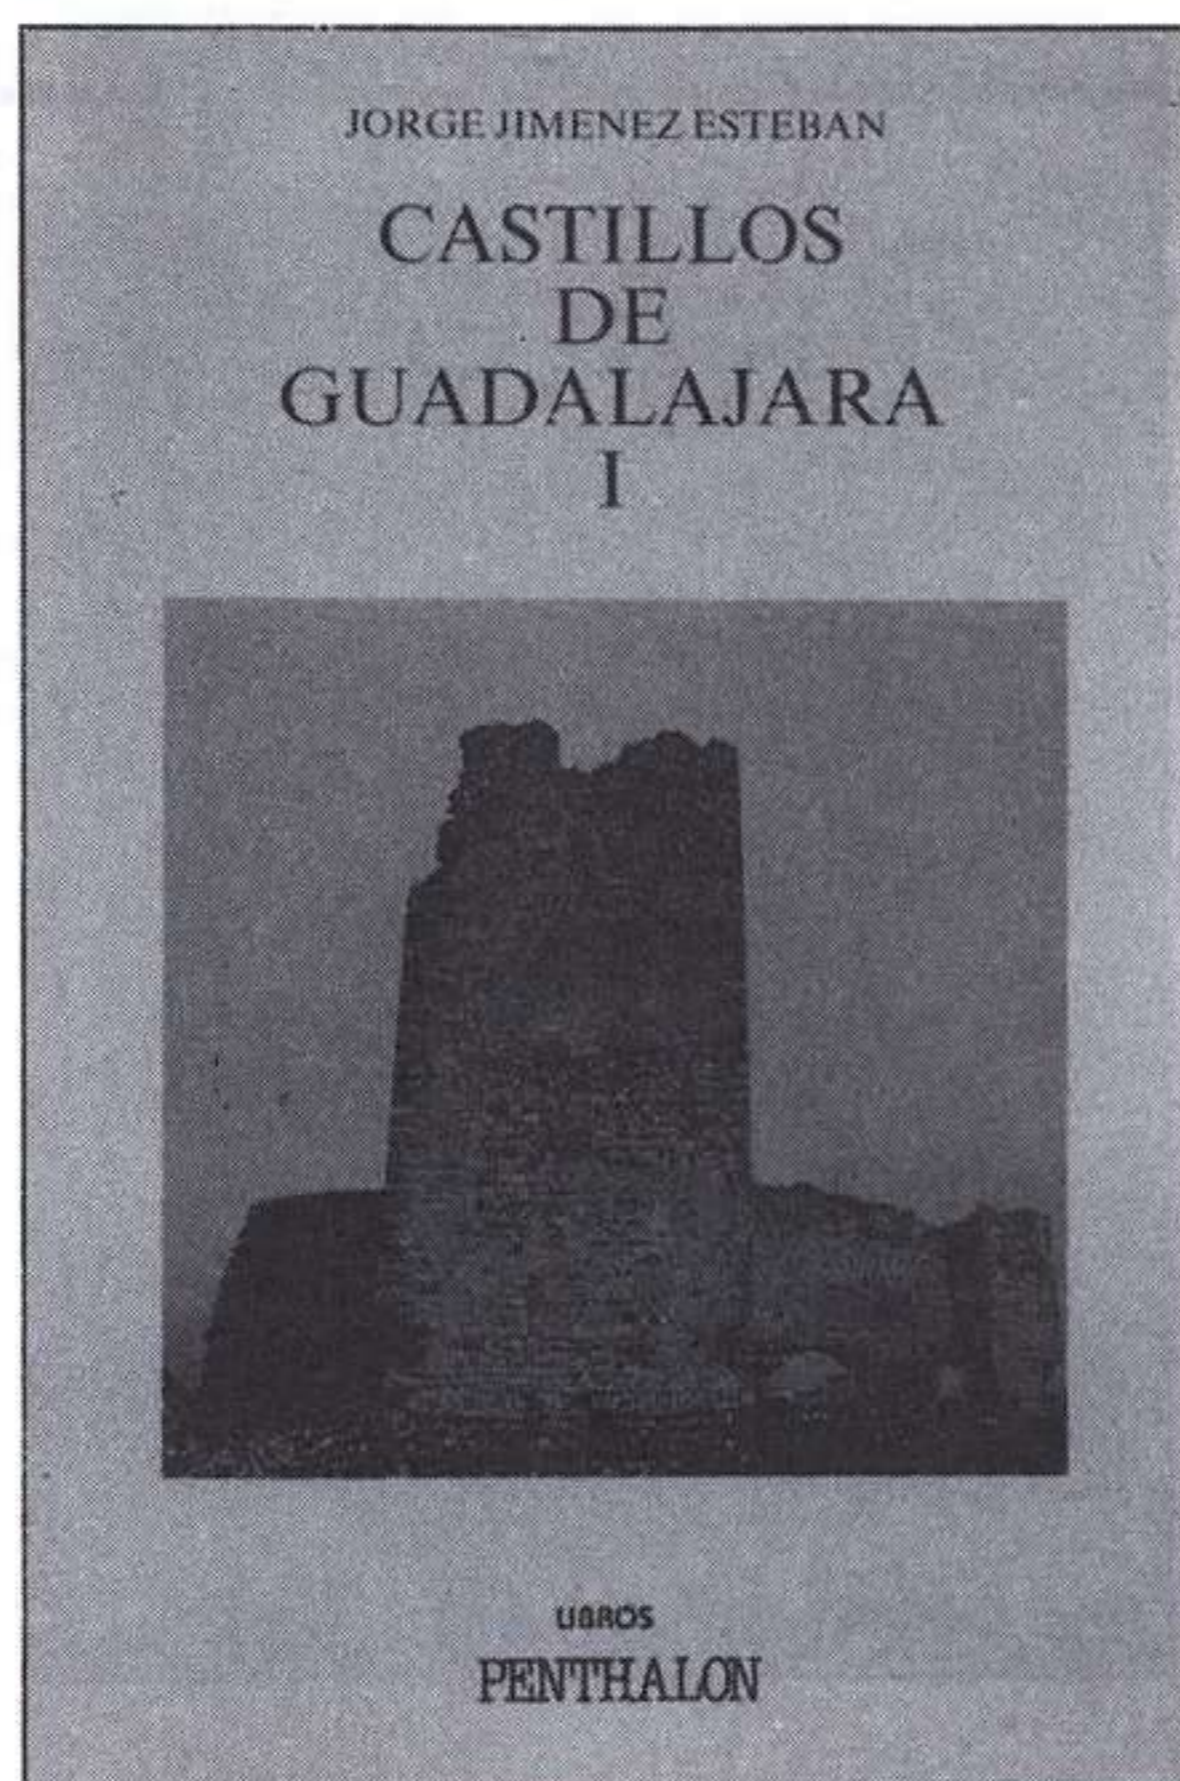 JORGE JIMENEZ ESTEBAN
CASTILLOS
DE
GUADALAJARA
I
LIBROS
PENTHALON